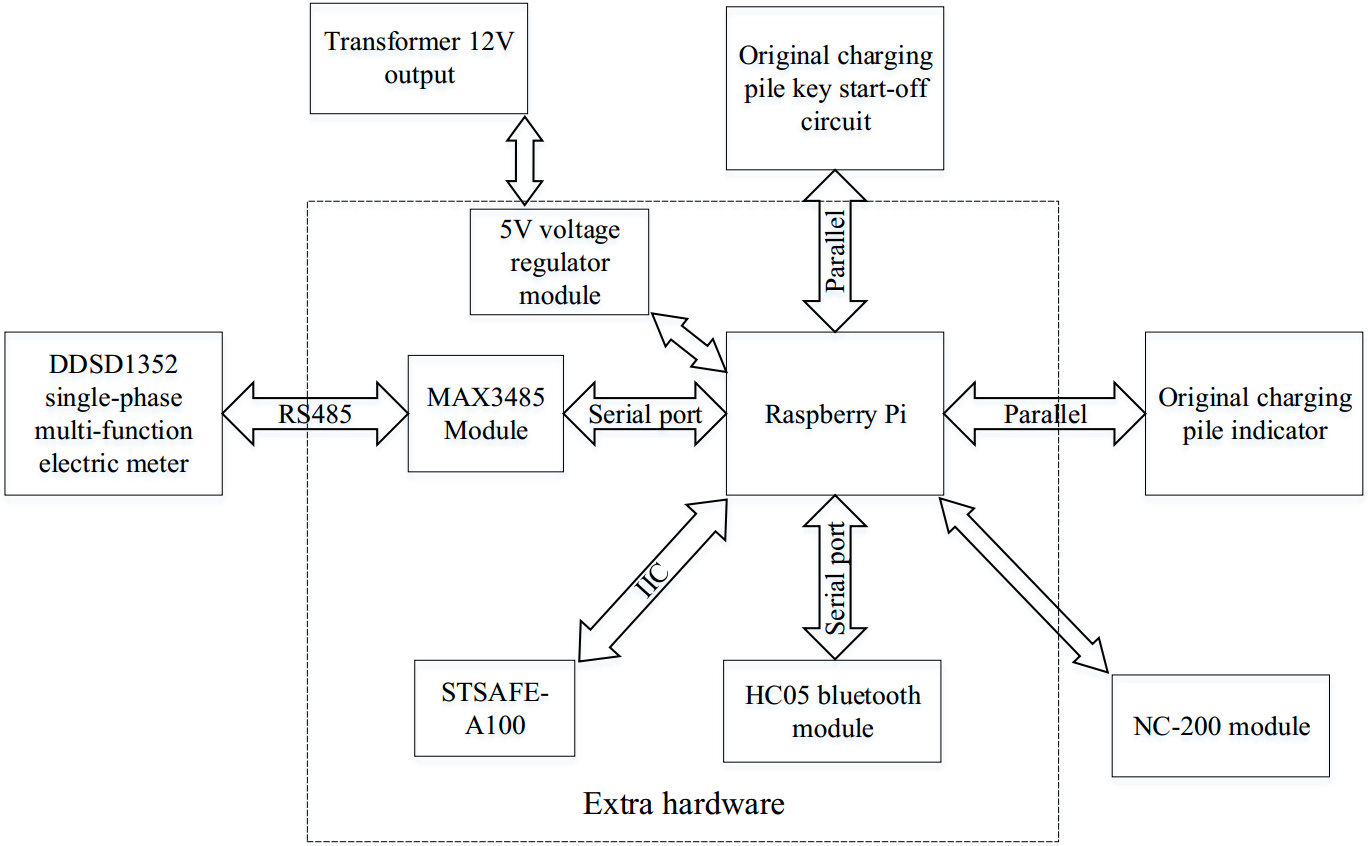 Transformer 12V
output
Original charging
pile key start-off
circuit
5V voltage
regulator
module
Parallel
DDSD1352
single-phase
multi-function
electric meter
RS485
MAX3485
Module
Serial port
Raspberry Pi
Parallel
Original charging
pile indicator
IIC
Serial port
STSAFE-
A100
HC05 bluetooth
module
NC-200 module
Extra hardware